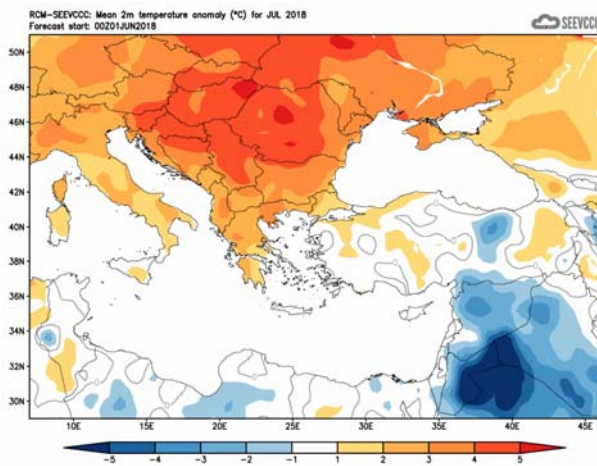 RCM-SEEVCCC: Mean 2m temperature anomaly (°C) for JUL 2018
Forecast start: 00Z01JUN2018
SEEVCCC
50N
48N
46N
44N
42N
40N
38N
36N
34N
32N
30N
10E 15E 20E 25E 30E 35E 40E 45E
-5 -4 -3 -2 -1 1 2 3 4 5